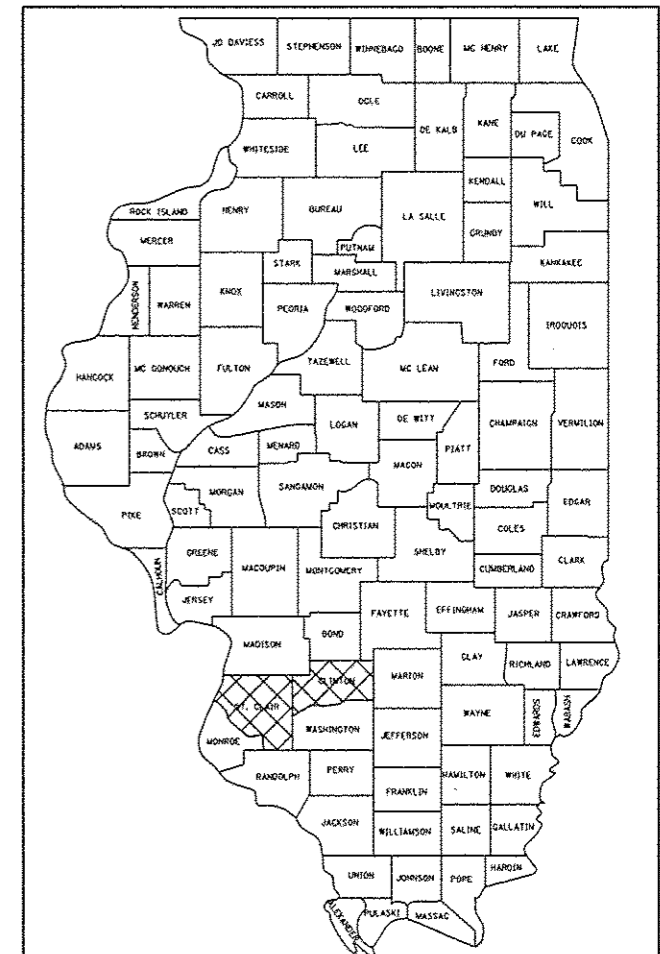 JO DAVIESS
STEPHENSON
WINNEBAGO
BOONE
MC HENRY
LAKE
CARROLL
OGLE
DE KALB
KANE
DU PAGE
COOK
WHITESIDE
LEE
KENDALL
WILL
ROCK ISLAND
HENRY
BUREAU
LA SALLE
GRUNDY
MERCER
PUTNAM
STARK
MARSHALL
KANKAKEE
HENDERSON
WARREN
KNOX
PEORIA
WOODFORD
LIVINGSTON
IROQUOIS
HANCOCK
MC DONOUGH
FULTON
TAZEWELL
MC LEAN
FORD
MASON
SCHUYLER
LOGAN
DE WITT
CHAMPAIGN
VERMILION
ADAMS
BROWN
CASS
MENARD
PIATT
MACON
PIKE
SCOTT
MORGAN
SANGAMON
DOUGLAS
EDGAR
MOULTRIE
CHRISTIAN
COLES
GREENE
MACOUPIN
MONTGOMERY
SHELBY
CUMBERLAND
CLARK
CALHOUN
JERSEY
FAYETTE
EFFINGHAM
JASPER
CRAWFORD
MADISON
BOND
CLAY
RICHLAND
LAWRENCE
CLINTON
MARION
ST. CLAIR
WAYNE
EDWARDS
WABASH
MONROE
WASHINGTON
JEFFERSON
RANDOLPH
PERRY
HAMILTON
WHITE
FRANKLIN
JACKSON
WILLIAMSON
SALINE
GALLATIN
UNION
JOHNSON
POPE
HARDIN
ALEXANDER
PULASKI
MASSAC